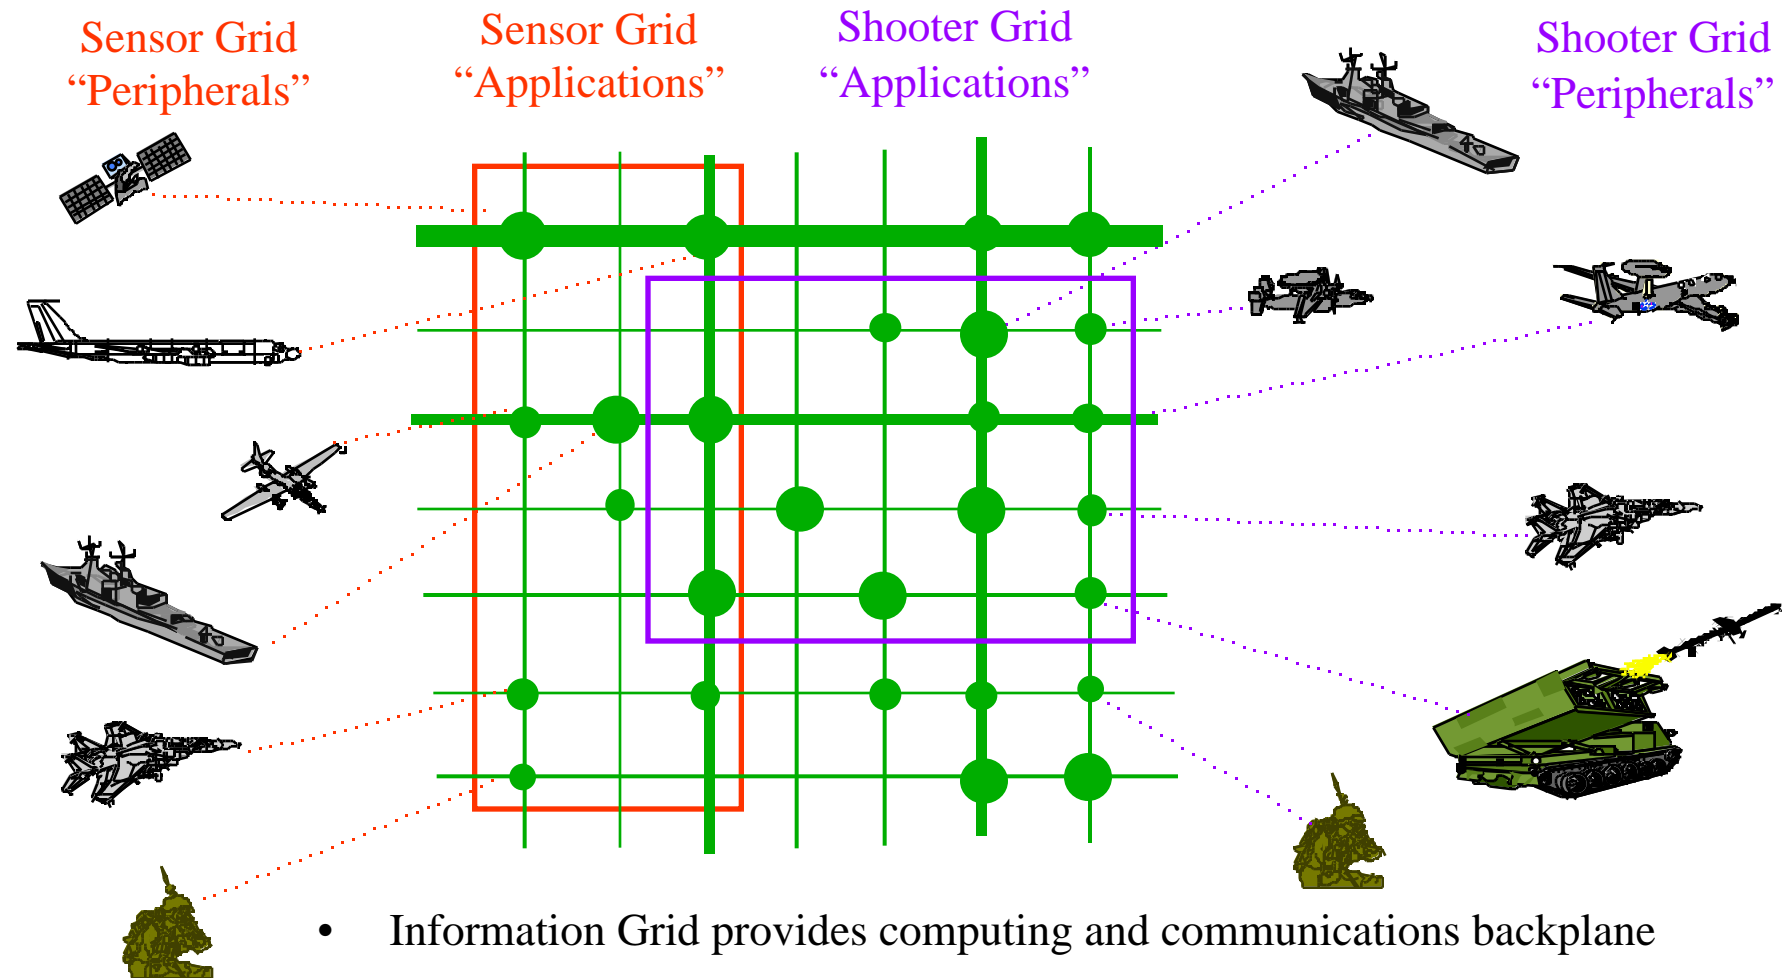 Sensor Grid
“Peripherals”
Sensor Grid
“Applications”
Shooter Grid
“Applications”
Shooter Grid
“Peripherals”
• Information Grid provides computing and communications backplane